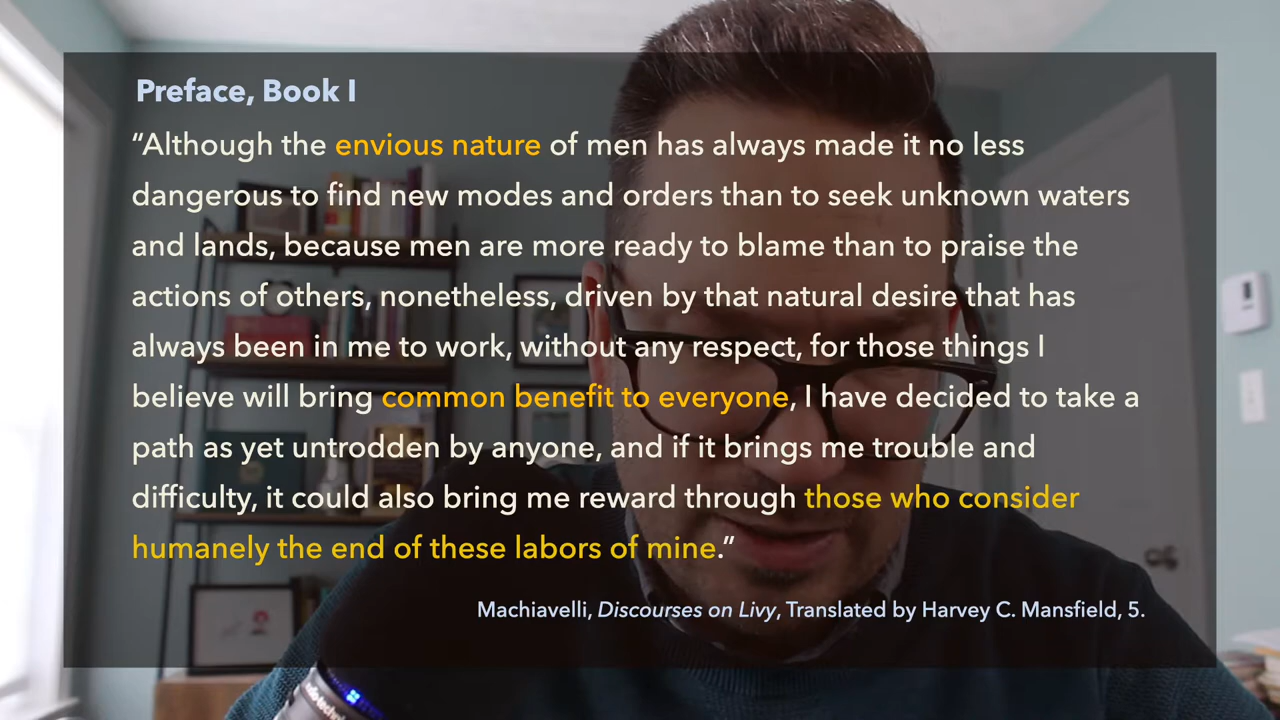 Preface, Book I
“Although the envious nature of men has always made it no less
dangerous to find new modes and orders than to seek unknown waters
and lands, because men are more ready to blame than to praise the
actions of others, nonetheless, driven by that natural desire that has
always been in me to work, without any respect, for those things I
believe will bring common benefit to everyone, I have decided to take a
path as yet untrodden by anyone, and if it brings me trouble and
difficulty, it could also bring me reward through those who consider
humanely the end of these labors of mine.”
Machiavelli, Discourses on Livy, Translated by Harvey C. Mansfield, 5.